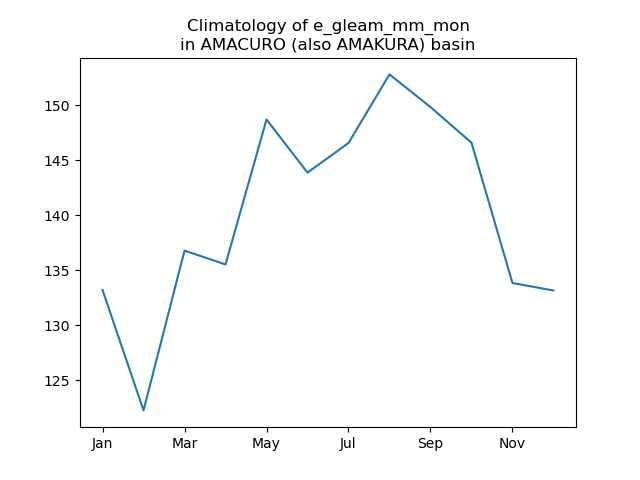 Climatology of e_gleam_mm_mon
in AMACURO (also AMAKURA) basin
150
145
140
135
130
125
Jan Mar May Jul Sep Nov